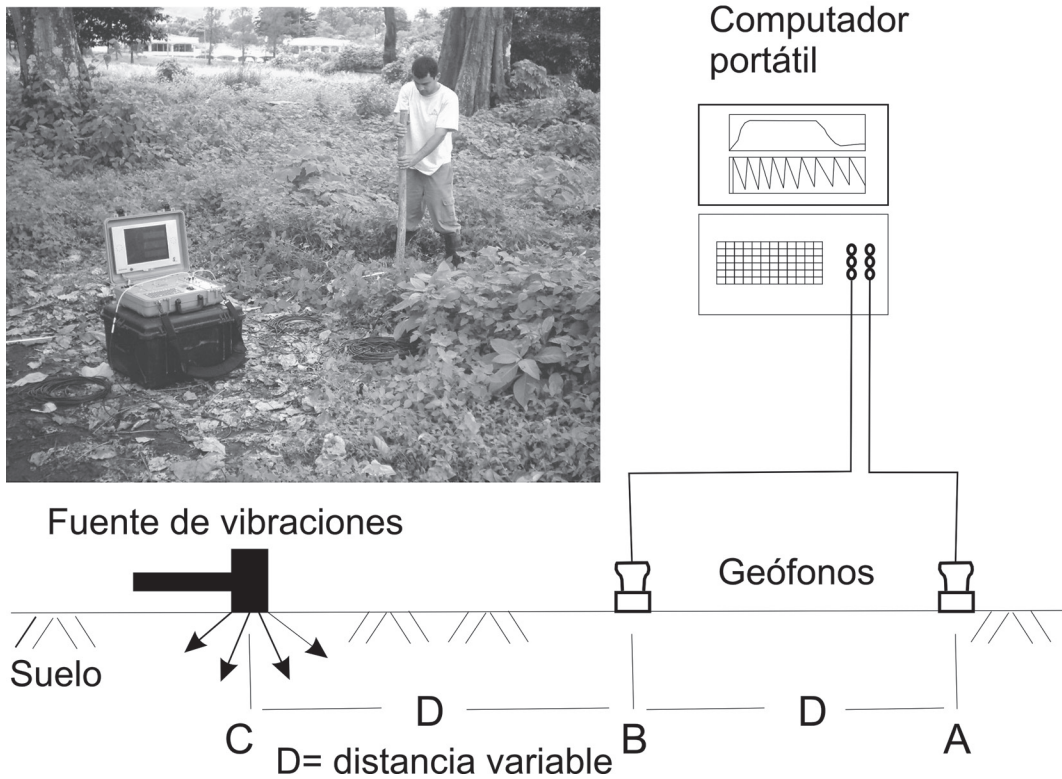 Computador
portátil
Fuente de vibraciones
Geófonos
Suelo
C
D
B
D
A
D= distancia variable